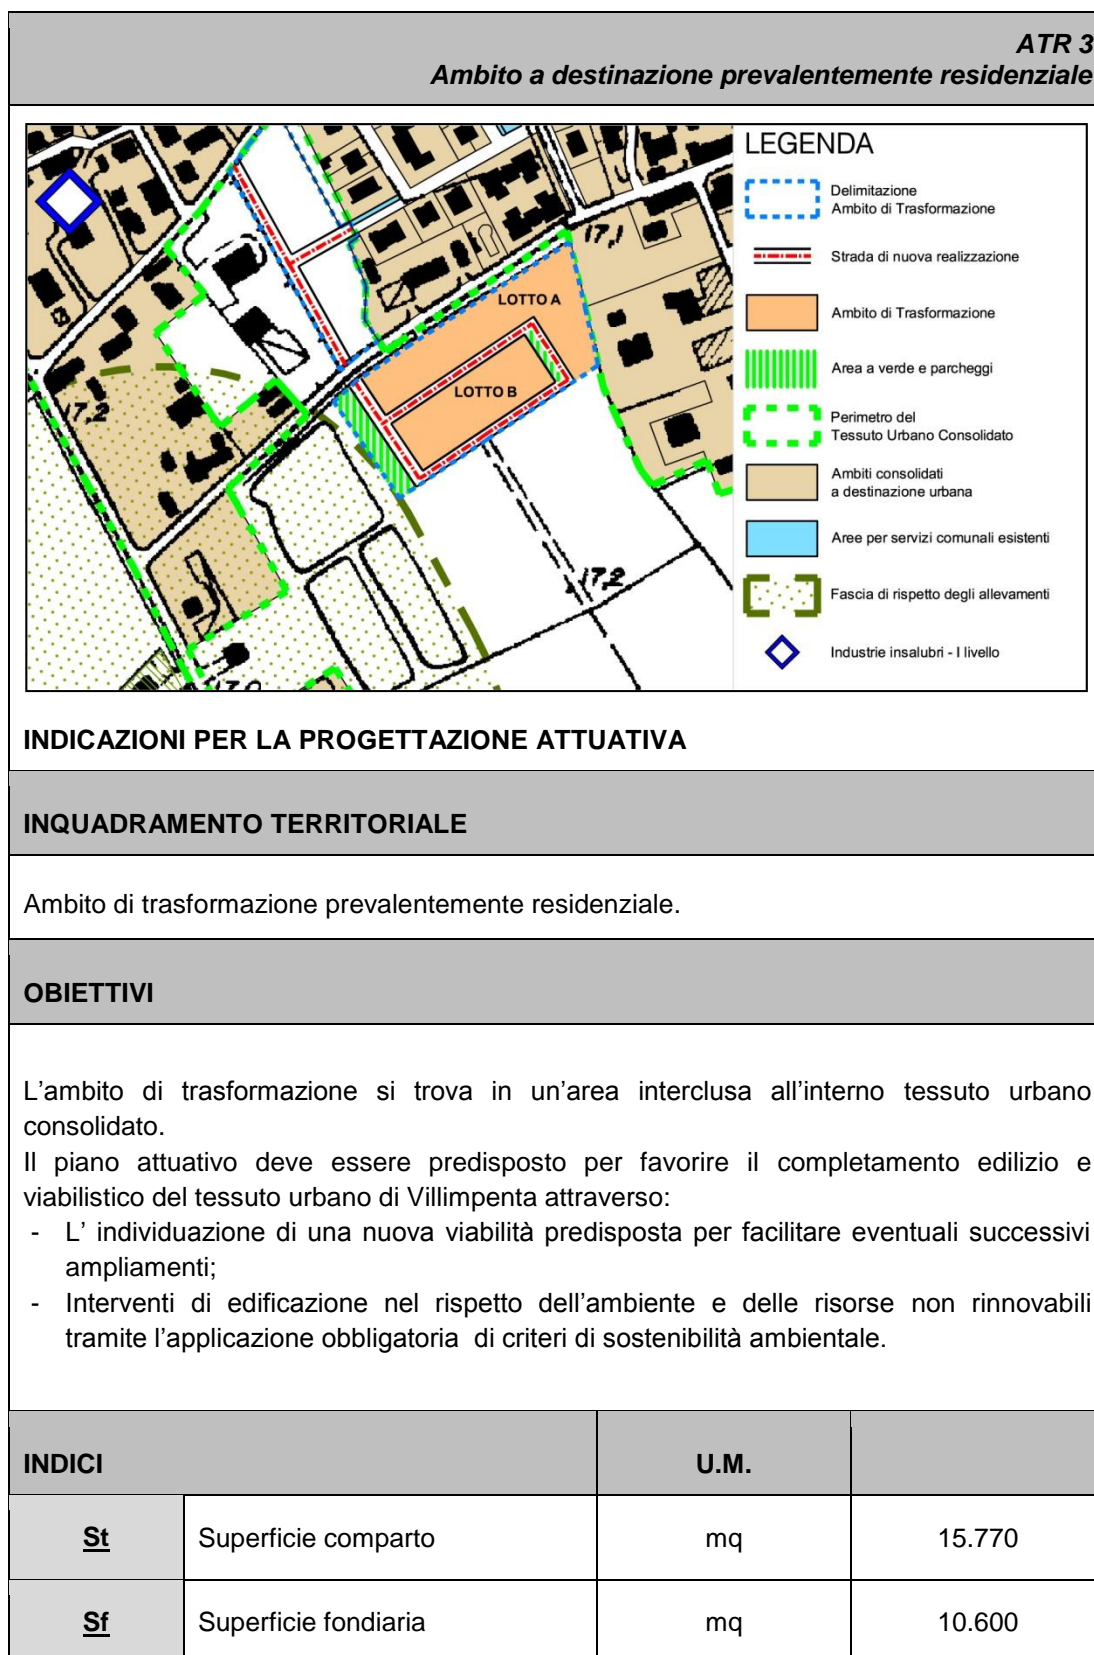 ATR 3
Ambito a destinazione prevalentemente residenziale
LEGENDA
Delimitazione
Ambito di Trasformazione
Strada di nuova realizzazione
Ambito di Trasformazione
Area a verde e parcheggi
Perimetro del
Tessuto Urbano Consolidato
Ambiti consolidati
a destinazione urbana
Aree per servizi comunali esistenti
Fascia di rispetto degli allevamenti
Industrie insalubri - I livello
17,1
LOTTO A
LOTTO B
17,2
17,2
INDICAZIONI PER LA PROGETTAZIONE ATTUATIVA
INQUADRAMENTO TERRITORIALE
Ambito di trasformazione prevalentemente residenziale.
OBIETTIVI
L’ambito di trasformazione si trova in un’area interclusa all’interno tessuto urbano
consolidato.
Il piano attuativo deve essere predisposto per favorire il completamento edilizio e
viabilistico del tessuto urbano di Villimpenta attraverso:
- L’ individuazione di una nuova viabilità predisposta per facilitare eventuali successivi
ampliamenti;
- Interventi di edificazione nel rispetto dell’ambiente e delle risorse non rinnovabili
tramite l’applicazione obbligatoria di criteri di sostenibilità ambientale.
INDICI U.M.
St Superficie comparto mq 15.770
Sf Superficie fondiaria mq 10.600